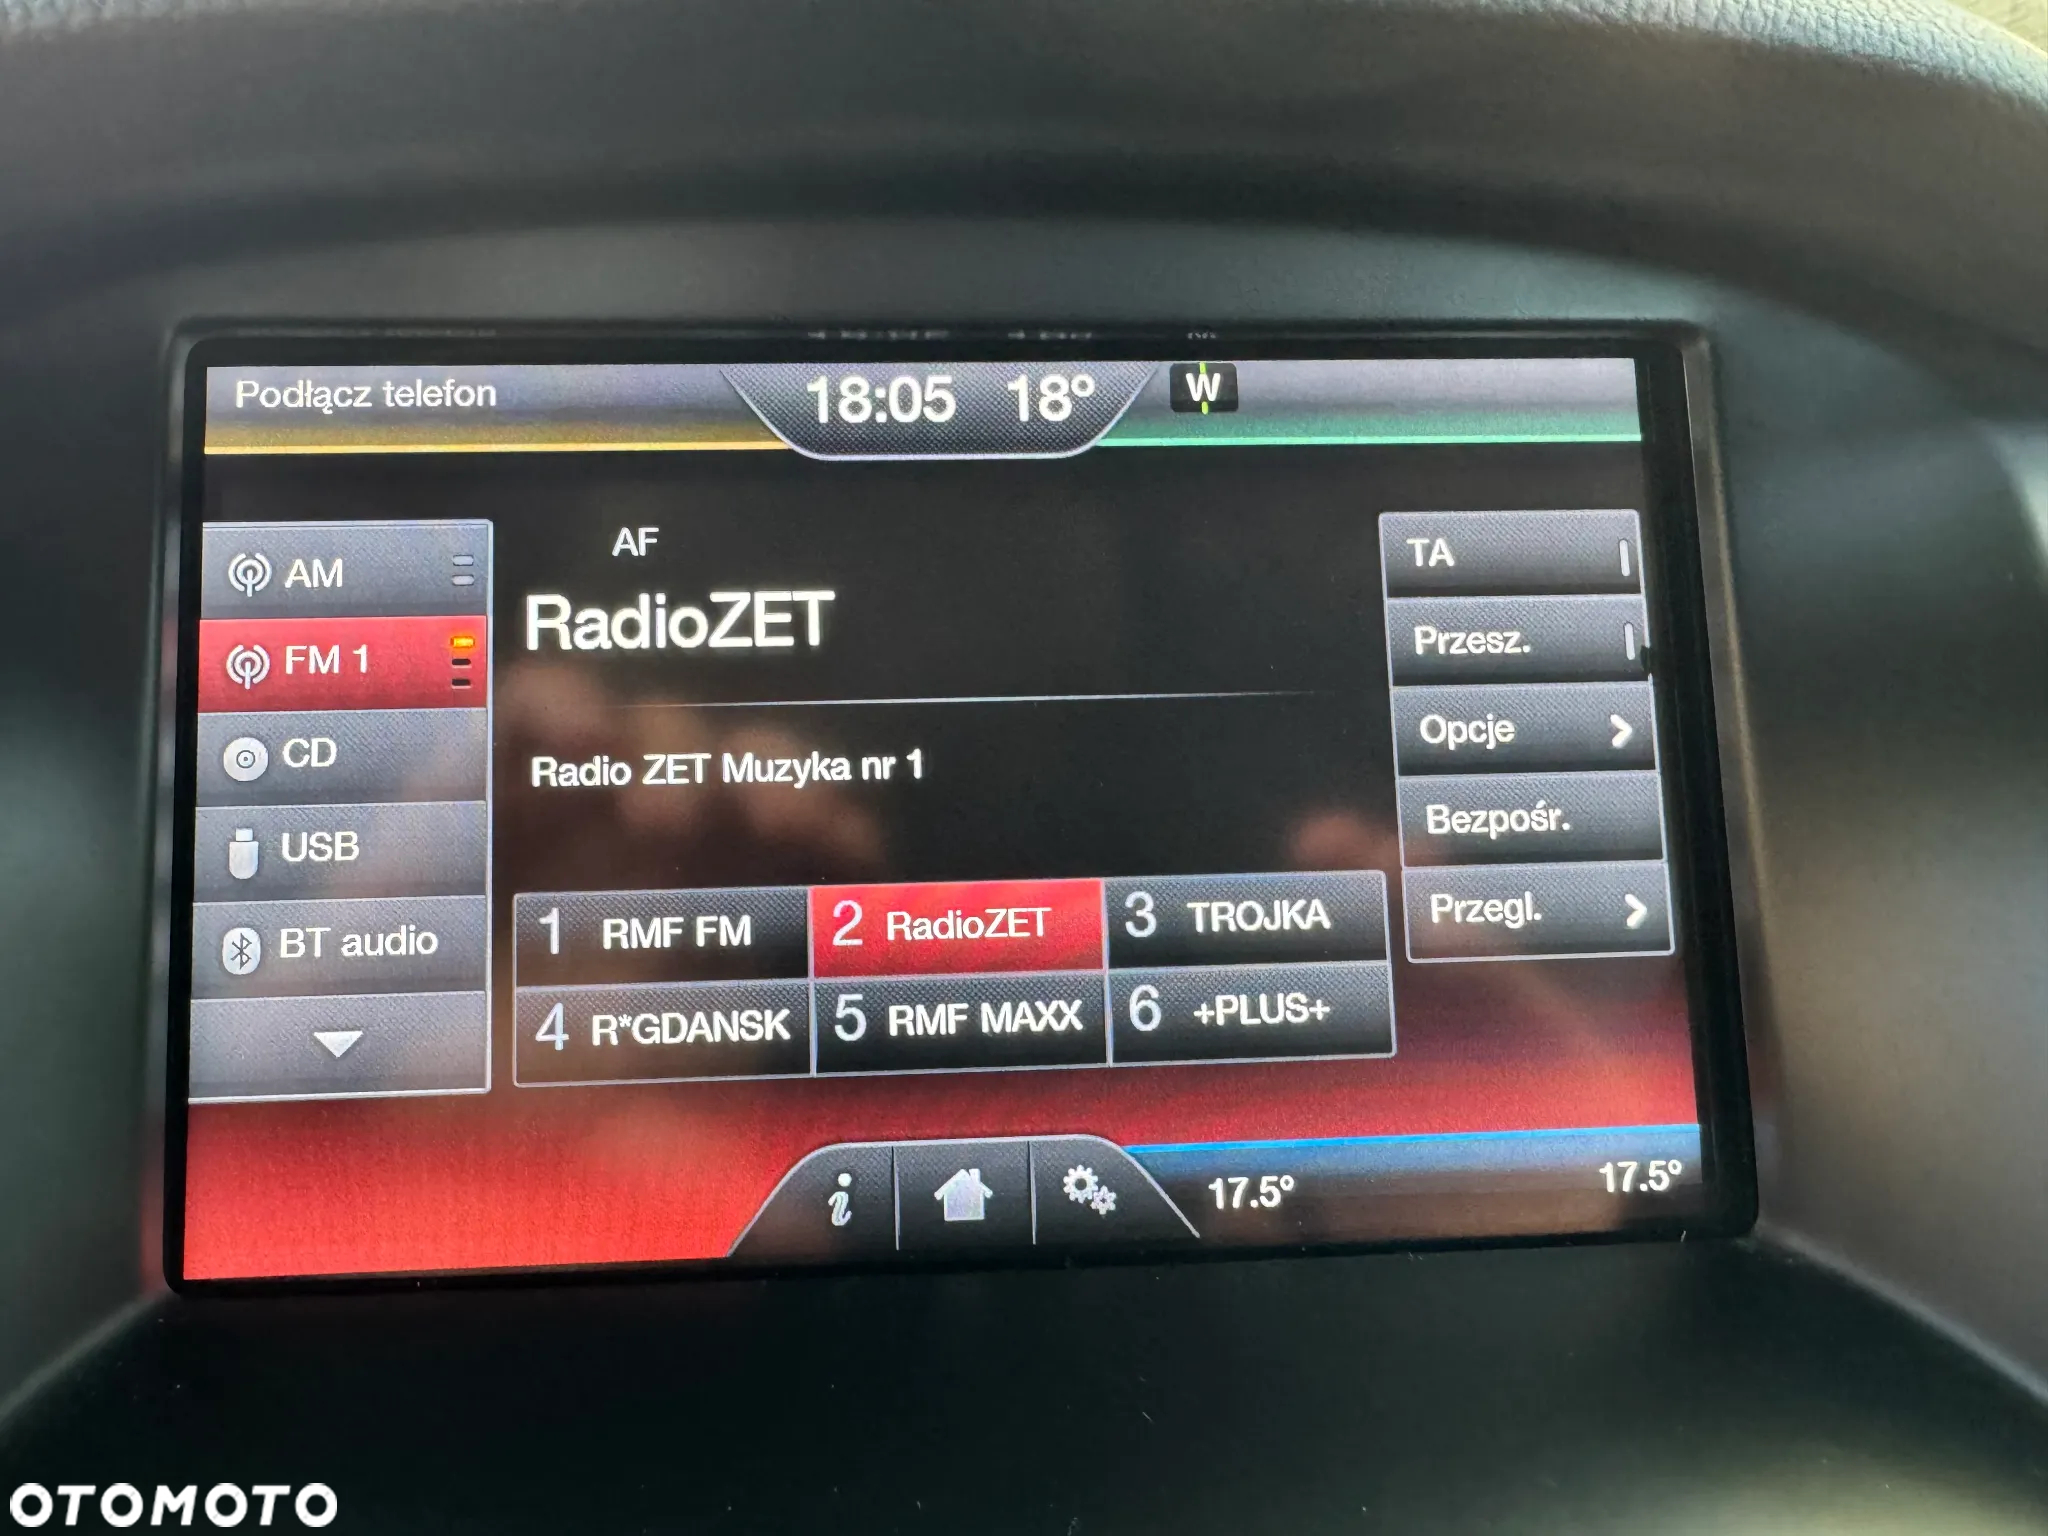 Podłącz telefon
18:05 18°
W
AM
FM 1
CD
USB
BT audio
AF
RadioZET
Radio ZET Muzyka nr 1
1 RMF FM
2 RadioZET
3 TROJKA
4 R*GDANSK
5 RMF MAXX
6 +PLUS+
TA
Przesz.
Opcje
Bezpośr.
Przegl.
i
17.5°
17.5°
OTOMOTO